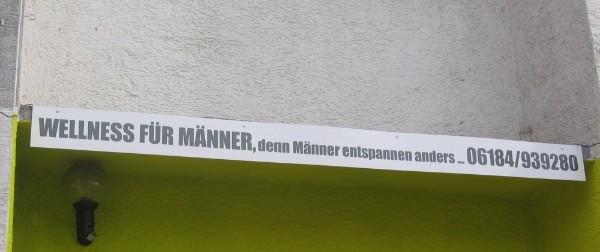 WELLNESS FÜR MÄNNER, denn Männer entspannen anders ... 06184/939280